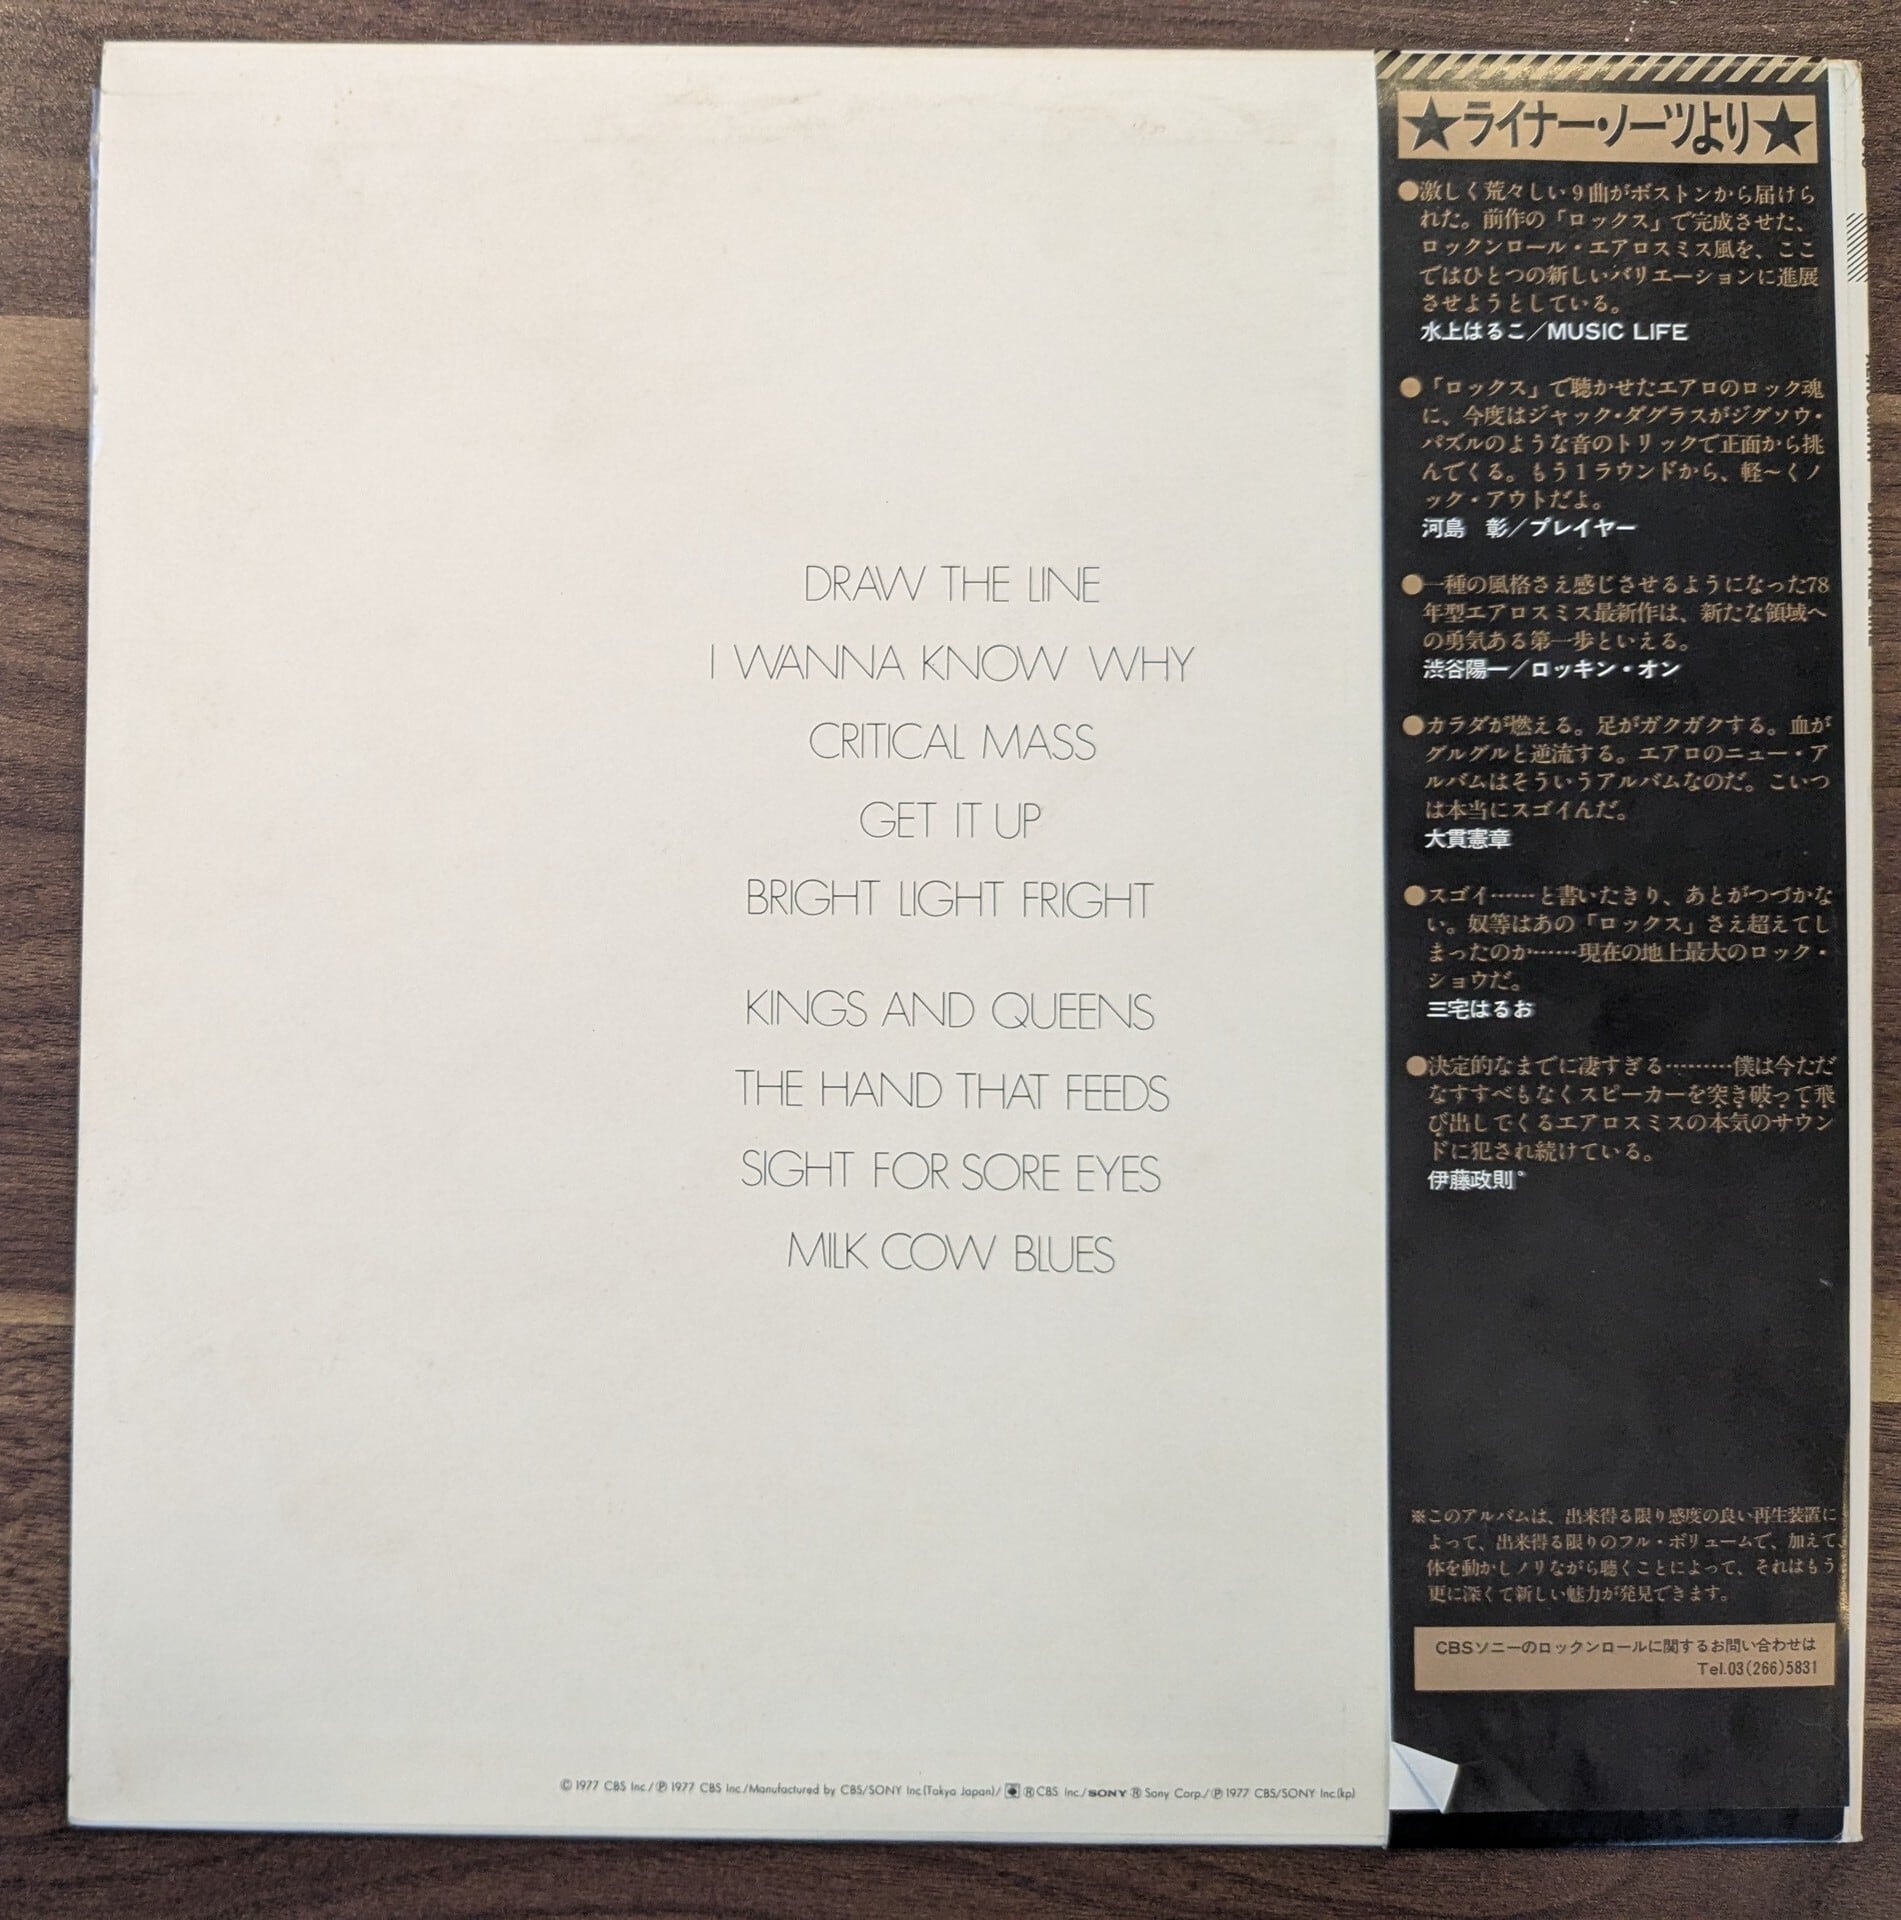 DRAW THE LINE
I WANNA KNOW WHY
CRITICAL MASS
GET IT UP
BRIGHT LIGHT FRIGHT
KINGS AND QUEENS
THE HAND THAT FEEDS
SIGHT FOR SORE EYES
MILK COW BLUES
© 1977 CBS Inc./℗ 1977 CBS Inc./Manufactured by CBS/SONY Inc.(Tokyo Japan)/ ® CBS Inc./SONY ® Sony Corp./℗ 1977 CBS/SONY Inc.(kp)
★ライナー・ノーツより★
●激しく荒々しい9曲がボストンから届けら
れた。前作の「ロックス」で完成させた、
ロックンロール・エアロスミス風を、ここ
ではひとつの新しいバリエーションに進展
させようとしている。
水上はるこ/MUSIC LIFE
●「ロックス」で聴かせたエアロのロック魂
に、今度はジャック・ダグラスがジグソウ・
パズルのような音のトリックで正面から挑
んでくる。もう1ラウンドから、軽〜くノ
ック・アウトだよ。
河島 彰/プレイヤー
●一種の風格さえ感じさせるようになった78
年型エアロスミス最新作は、新たな領域へ
の勇気ある第一歩といえる。
渋谷陽一/ロッキン・オン
●カラダが燃える。足がガクガクする。血が
グルグルと逆流する。エアロのニュー・ア
ルバムはそういうアルバムなのだ。こいつ
は本当にスゴイんだ。
大貫憲章
●スゴイ……と書いたきり、あとがつづかな
い。奴等はあの「ロックス」さえ超えてし
まったのか……現在の地上最大のロック・
ショウだ。
三宅はるお
●決定的なまでに凄すぎる………僕は今ただ
なすすべもなくスピーカーを突き破って飛
び出してくるエアロスミスの本気のサウン
ドに犯され続けている。
伊藤政則°
※このアルバムは、出来得る限り感度の良い再生装置に
よって、出来得る限りのフル・ボリュームで、加えて、
体を動かしノリながら聴くことによって、それはもう
更に深くて新しい魅力が発見できます。
CBSソニーのロックンロールに関するお問い合わせは
Tel.03(266)5831